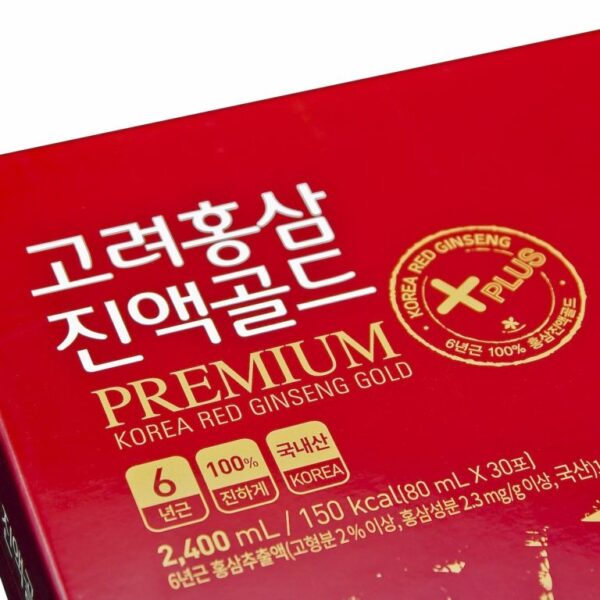 고려홍삼
진액골드
PREMIUM
KOREA RED GINSENG GOLD
· KOREA RED GINSENG ·
PLUS
6년근 100% 홍삼진액골드
6
년근
100%
진하게
국내산
KOREA
2,400 mL / 150 kcal(80 mL X 30포)
6년근 홍삼추출액(고형분 2% 이상, 홍삼성분 2.3 mg/g 이상, 국산)